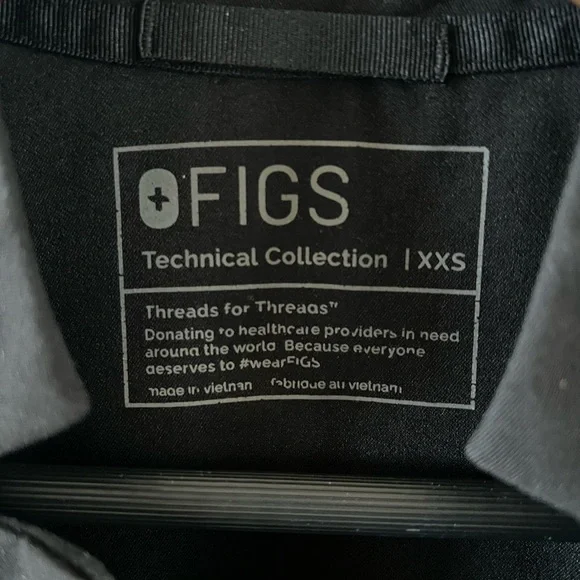 FIGS
Technical Collection | XXS
Threads for Threads™
Donating to healthcare providers in need
around the world. Because everyone
deserves to #wearFIGS
made in vietnam fabriqué au vietnam